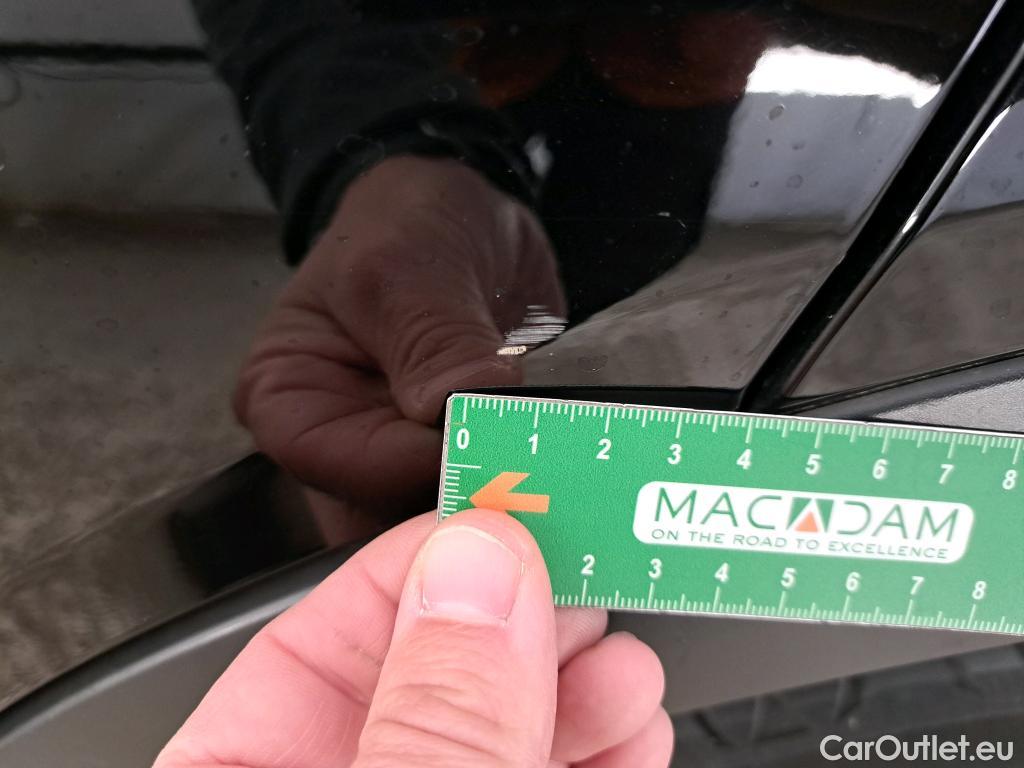 0 1 2 3 4 5 6 7 8
MACADAM
ON THE ROAD TO EXCELLENCE
2 3 4 5 6 7 8
CarOutlet.eu